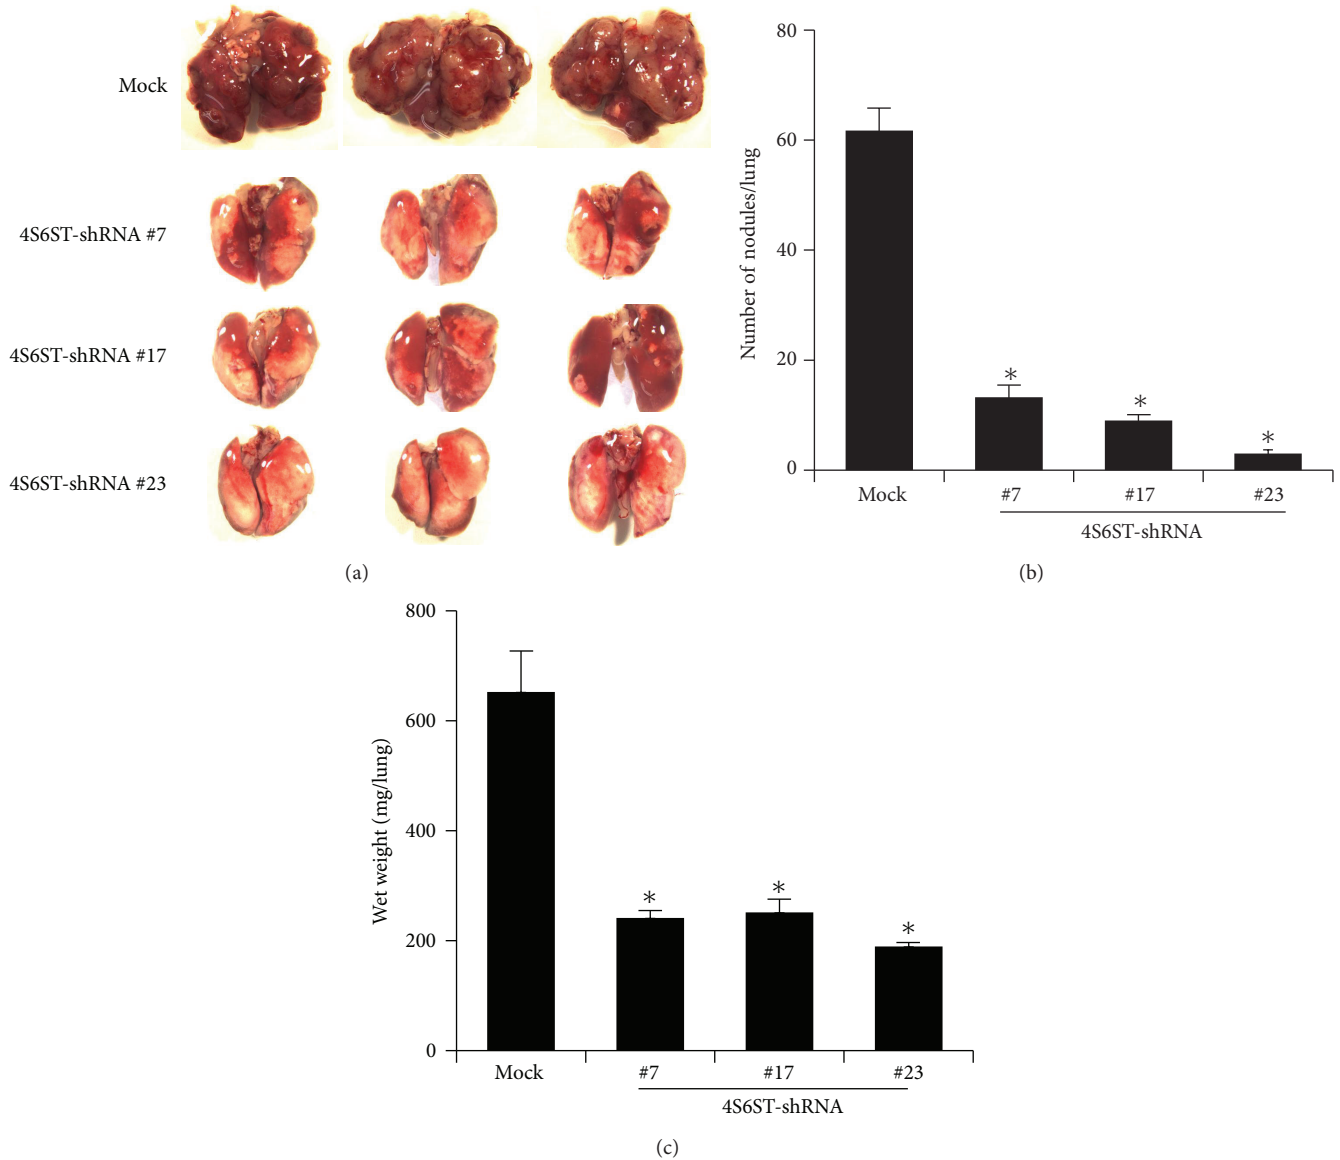 Mock
4S6ST-shRNA #7
4S6ST-shRNA #17
4S6ST-shRNA #23
(a)
80
60
40
20
0
Number of nodules/lung
*
*
*
Mock
#7
#17
#23
4S6ST-shRNA
(b)
800
600
400
200
0
Wet weight (mg/lung)
*
*
*
Mock
#7
#17
#23
4S6ST-shRNA
(c)